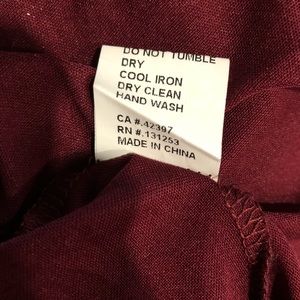 DO NOT TUMBLE
DRY
COOL IRON
DRY CLEAN
HAND WASH
CA #.42397
RN #.131253
MADE IN CHINA